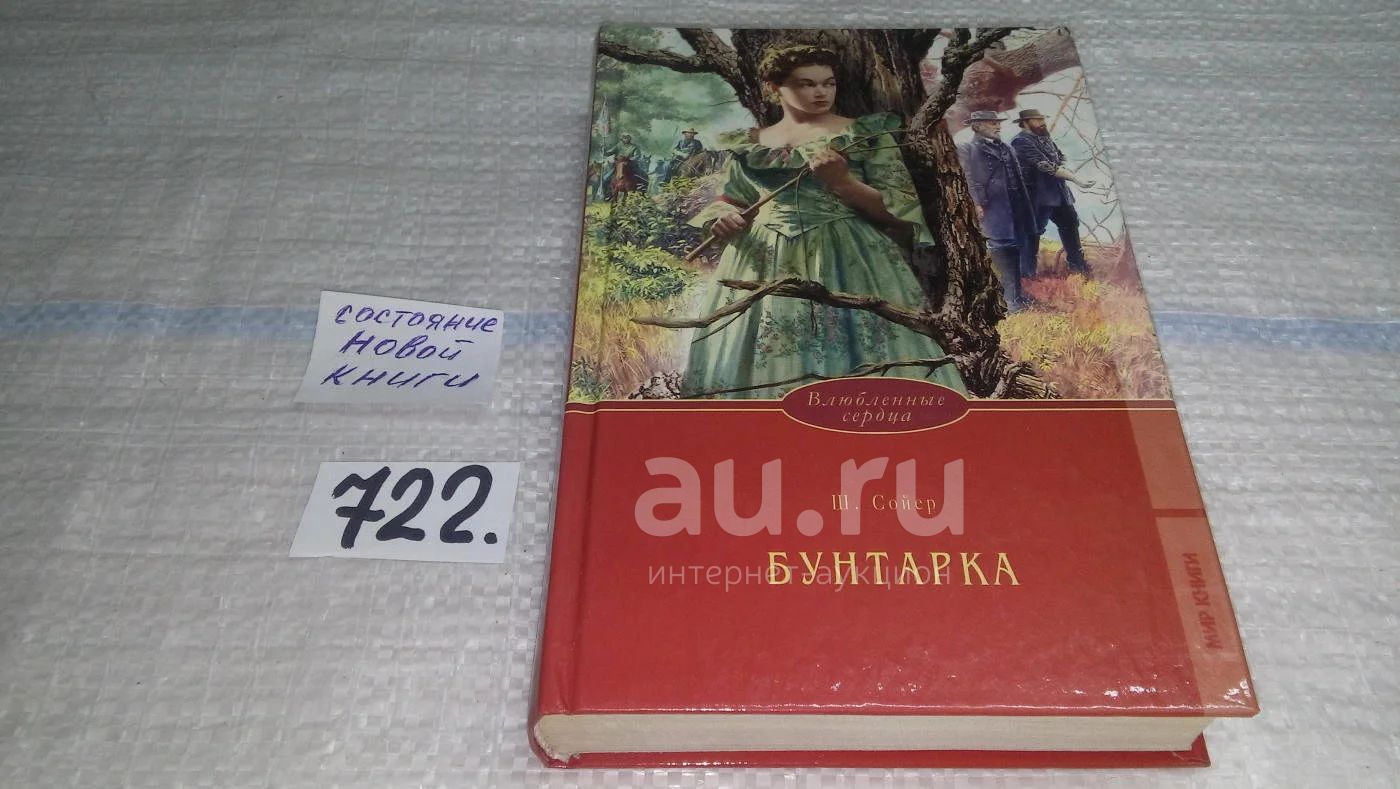 состояние
новой
книги
722.
Влюбленные
сердца
au.ru
Ш. Сойер
БУНТАРКА
интернет-аукцион
МИР КНИГИ